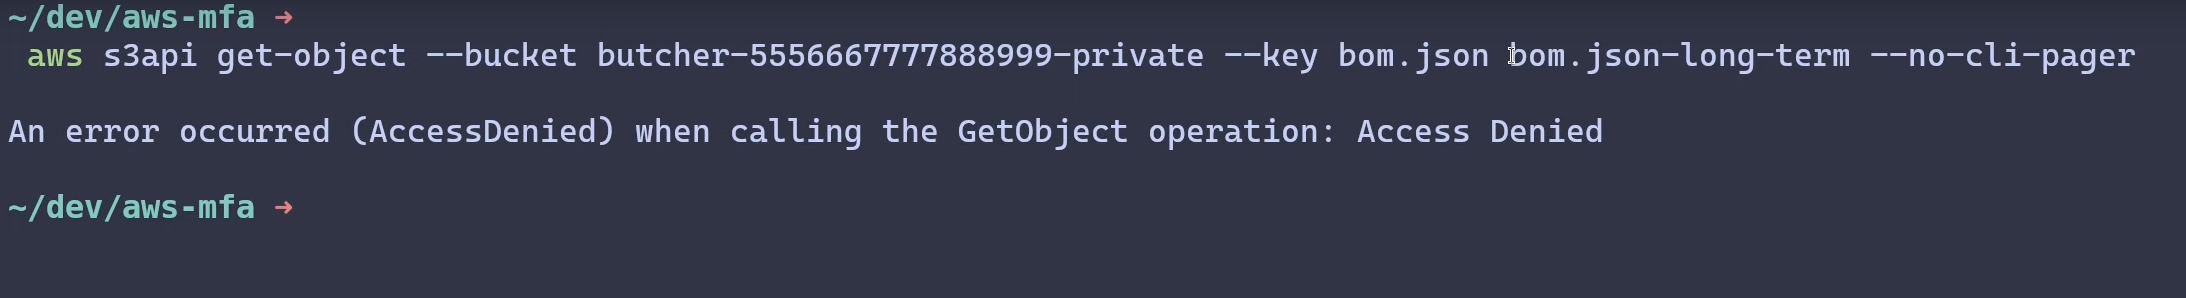 ~/dev/aws-mfa →
aws s3api get-object --bucket butcher-5556667777888999-private --key bom.json bom.json-long-term --no-cli-pager
An error occurred (AccessDenied) when calling the GetObject operation: Access Denied
~/dev/aws-mfa →